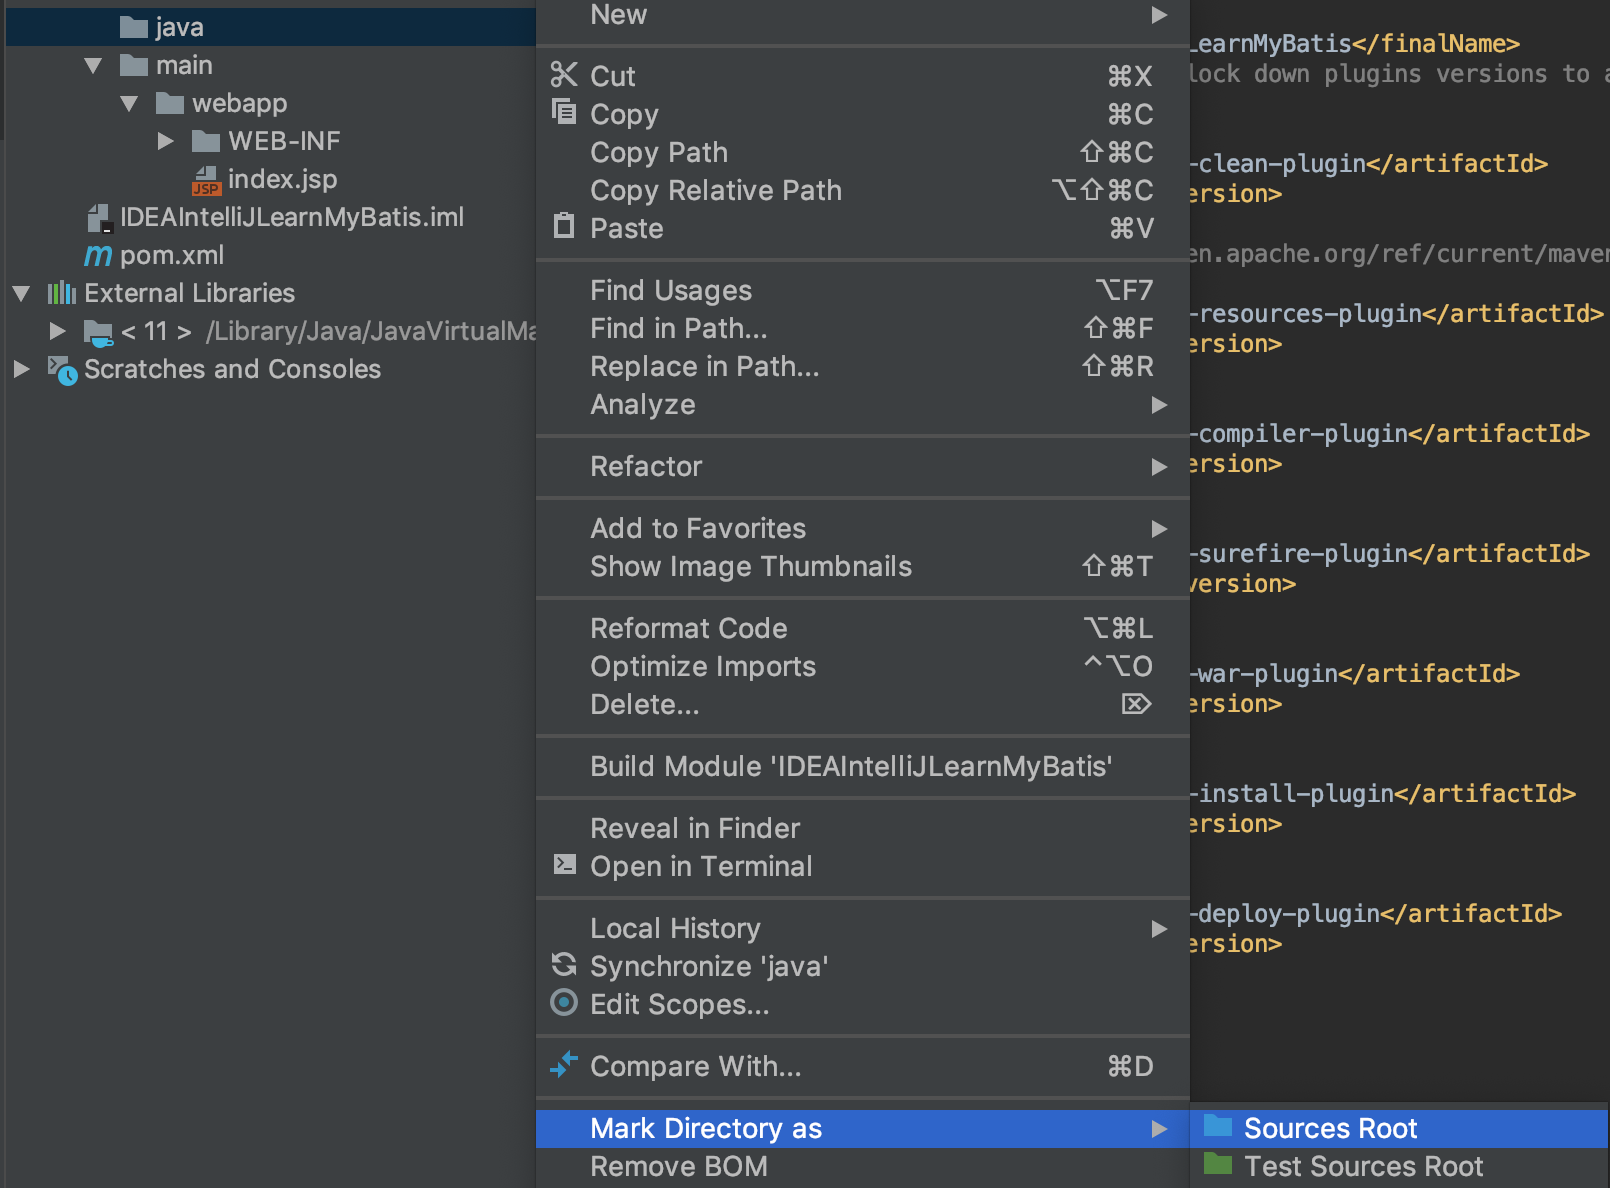 java
main
webapp
WEB-INF
index.jsp
JSP
IDEAIntelliJLearnMyBatis.iml
m pom.xml
External Libraries
< 11 > /Library/Java/JavaVirtualMa
Scratches and Consoles
New
Cut ⌘X
Copy ⌘C
Copy Path ⇧⌘C
Copy Relative Path ⌥⇧⌘C
Paste ⌘V
Find Usages ⌥F7
Find in Path... ⇧⌘F
Replace in Path... ⇧⌘R
Analyze
Refactor
Add to Favorites
Show Image Thumbnails ⇧⌘T
Reformat Code ⌥⌘L
Optimize Imports ^⌥O
Delete... ⌦
Build Module 'IDEAIntelliJLearnMyBatis'
Reveal in Finder
Open in Terminal
Local History
Synchronize 'java'
Edit Scopes...
Compare With... ⌘D
Mark Directory as
Remove BOM
Sources Root
Test Sources Root
LearnMyBatis</finalName>
lock down plugins versions to a
-clean-plugin</artifactId>
ersion>
en.apache.org/ref/current/maven
-resources-plugin</artifactId>
ersion>
-compiler-plugin</artifactId>
ersion>
-surefire-plugin</artifactId>
version>
-war-plugin</artifactId>
ersion>
-install-plugin</artifactId>
ersion>
-deploy-plugin</artifactId>
ersion>